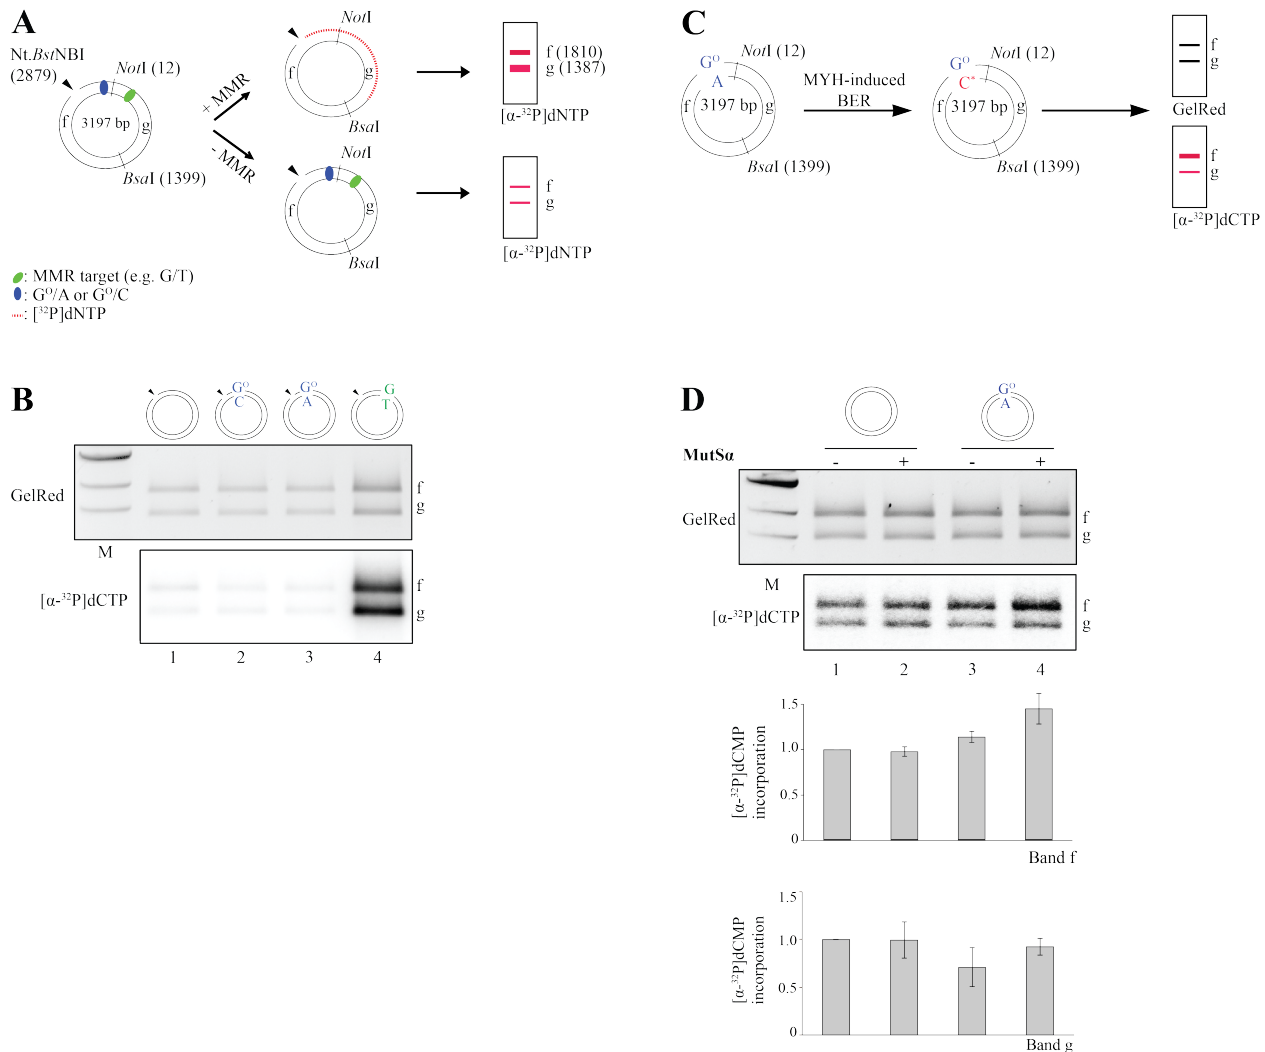 A
Nt.BstNBI
(2879)
NotI (12)
f
3197 bp
g
BsaI (1399)
+ MMR
- MMR
NotI
f
g
BsaI
NotI
f
g
BsaI
f (1810)
g (1387)
[α-³²P]dNTP
f
g
[α-³²P]dNTP
: MMR target (e.g. G/T)
: Gᴼ/A or Gᴼ/C
: [³²P]dNTP
C
Gᴼ
A
NotI (12)
f
3197 bp
g
BsaI (1399)
MYH-induced
BER
Gᴼ
C*
NotI (12)
f
3197 bp
g
BsaI (1399)
f
g
GelRed
f
g
[α-³²P]dCTP
B
Gᴼ
C
Gᴼ
A
G
T
GelRed
f
g
M
[α-³²P]dCTP
f
g
1 2 3 4
D
Gᴼ
A
MutSα - + - +
GelRed
f
g
M
[α-³²P]dCTP
f
g
1 2 3 4
[α-³²P]dCMP
incorporation
1.5
1.0
0.5
0
Band f
[α-³²P]dCMP
incorporation
1.5
1.0
0.5
0
Band g